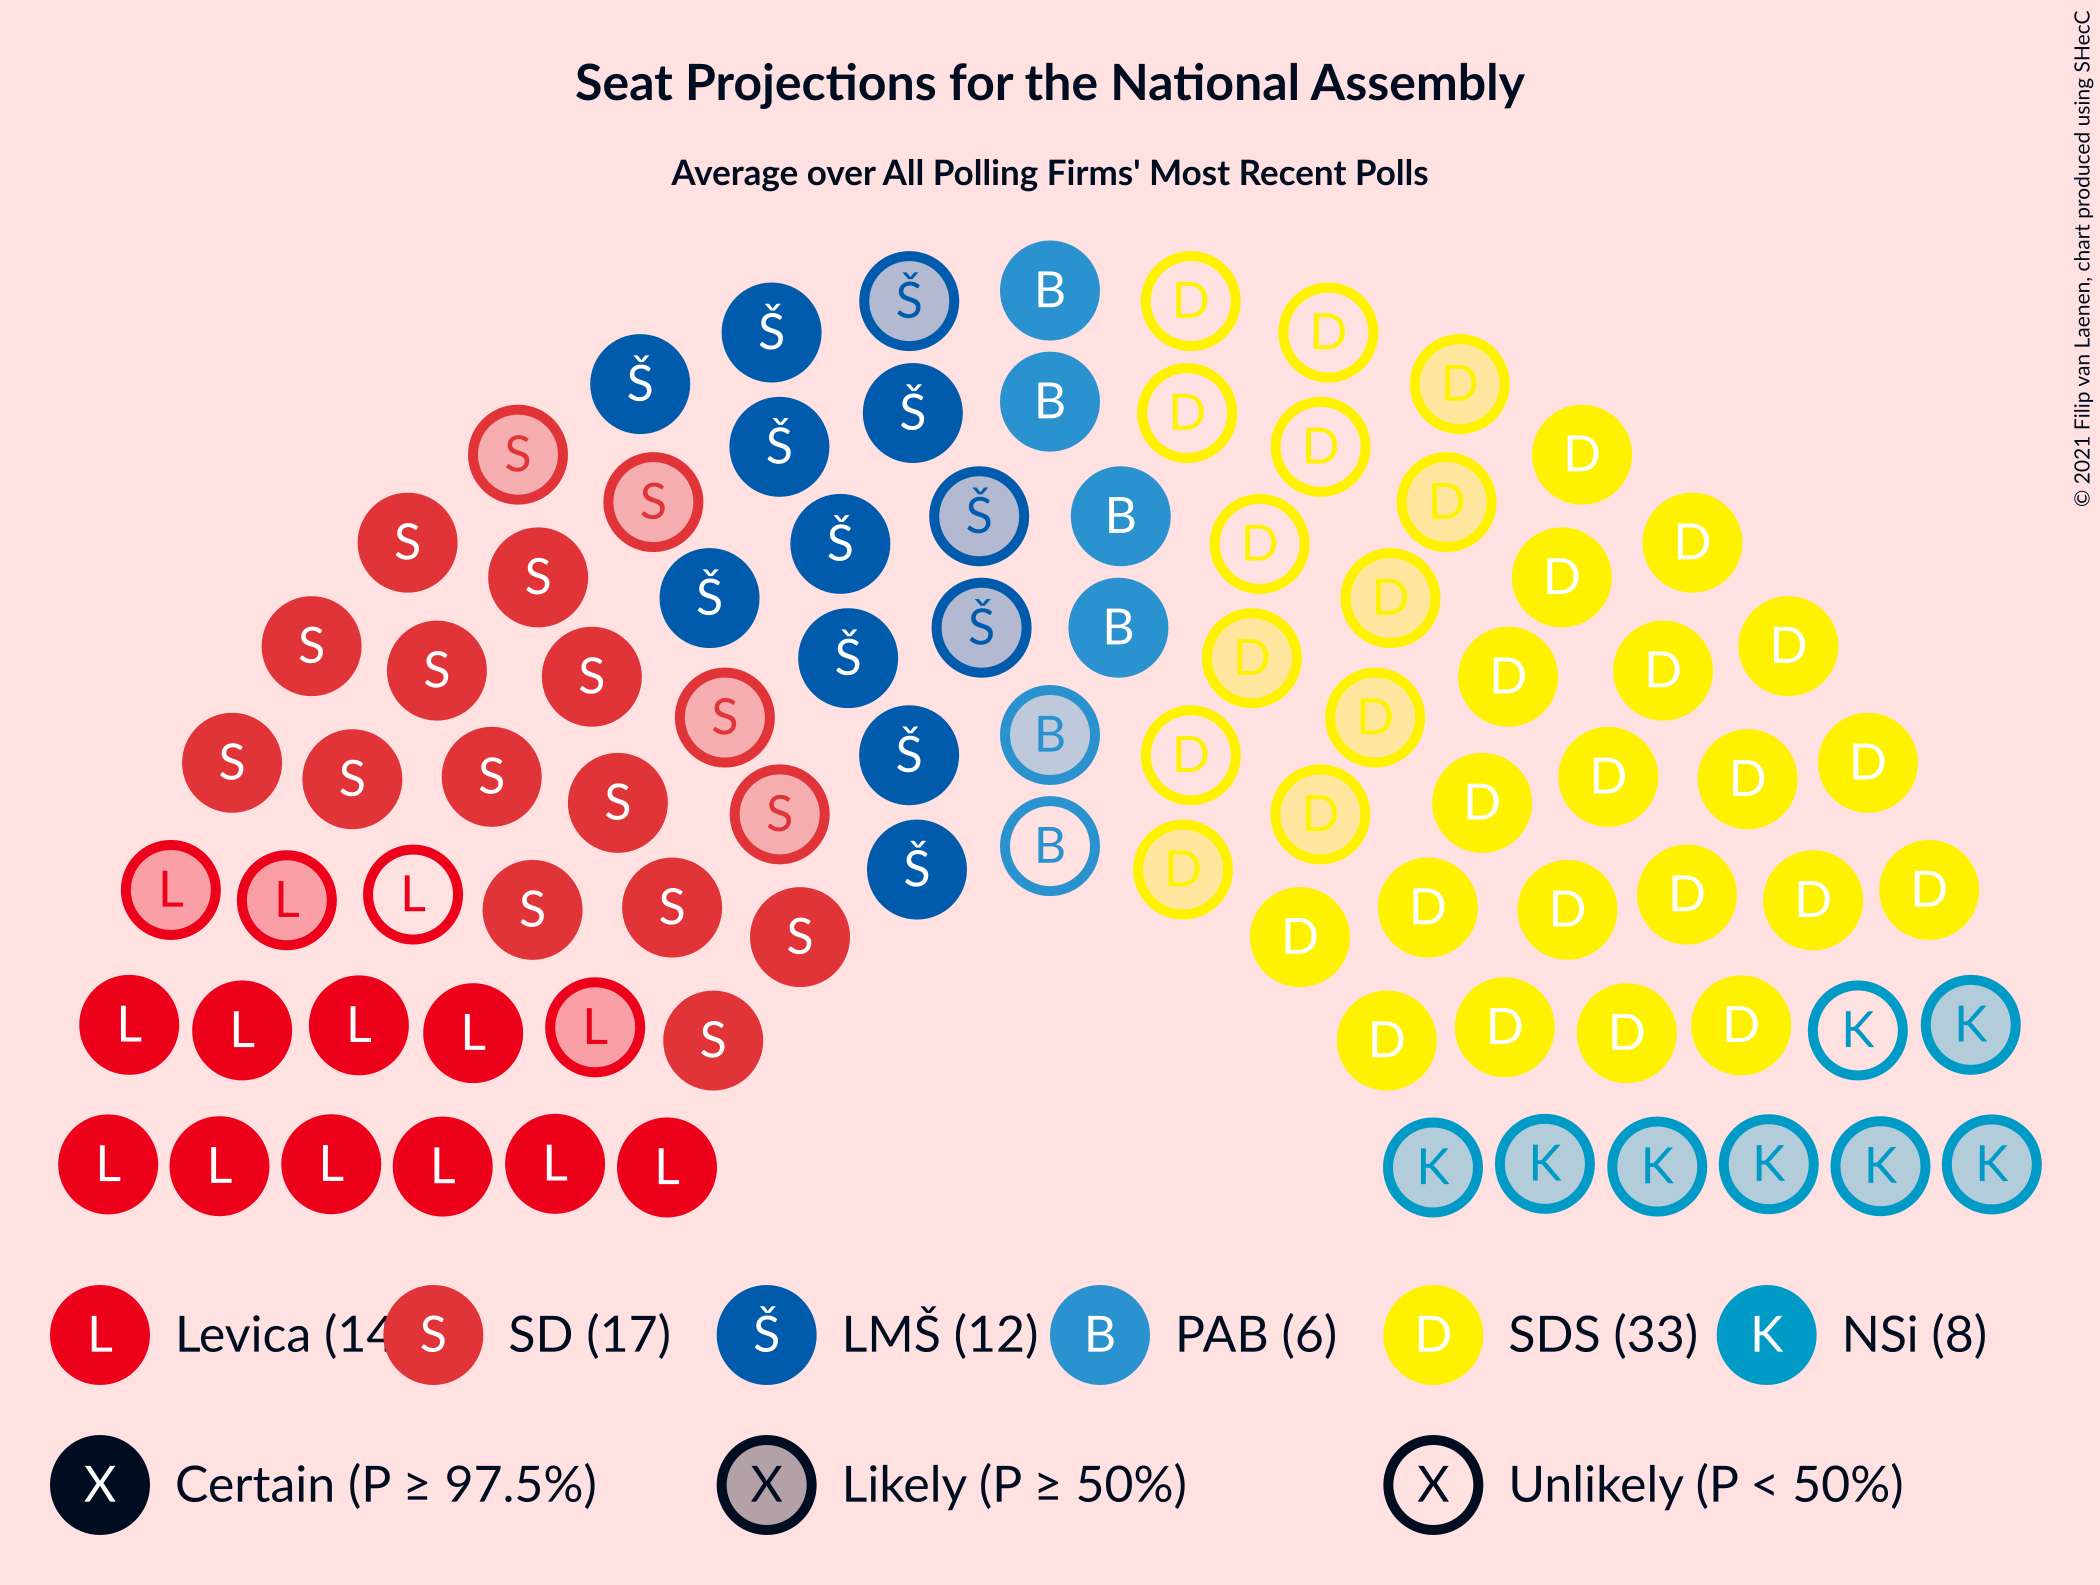 Seat Projections for the National Assembly
Average over All Polling Firms' Most Recent Polls
© 2021 Filip van Laenen, chart produced using SHecC
Š B D
Š D
Š D
S B D
Š D
Š D
S D
Š B D
S Š D D
S D
Š D
S Š B D
S D
S S D D
Š D
S B D
S Š D
S S D D
S S D D
S D
B
L Š D D
L L D D
S S D D
S D
L L S D D K
L L D D K
L L D D
S D
L L L L L L K K K K K K
L Levica (14 S SD (17) Š LMŠ (12) B PAB (6) D SDS (33) K NSi (8)
X Certain (P ≥ 97.5%) X Likely (P ≥ 50%) X Unlikely (P < 50%)